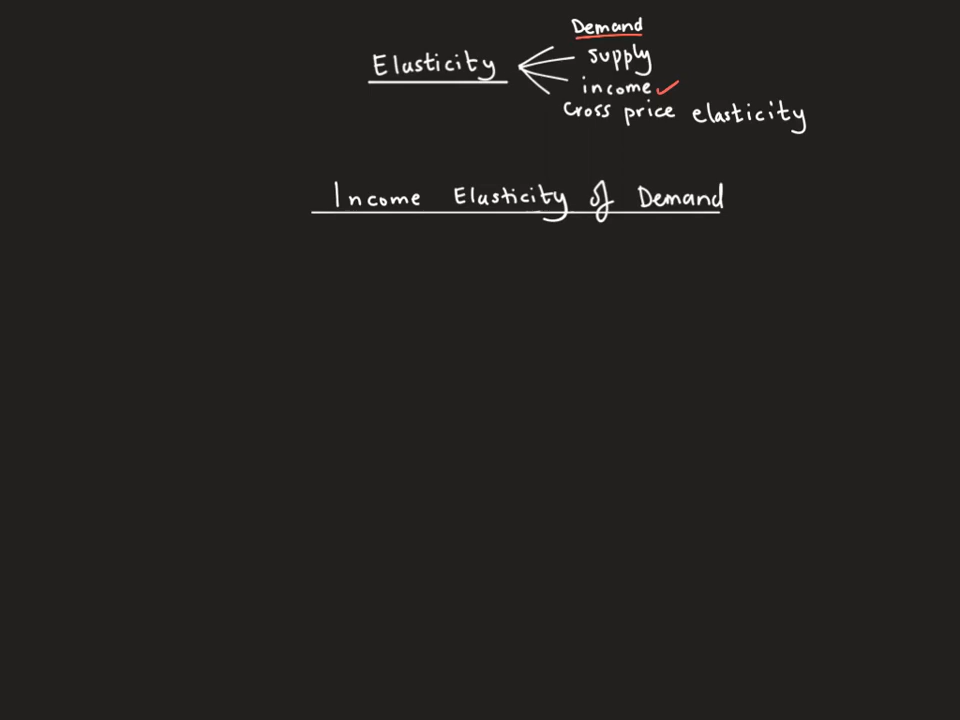 Demand
Elasticity
supply
income
Cross price elasticity
Income Elasticity of Demand